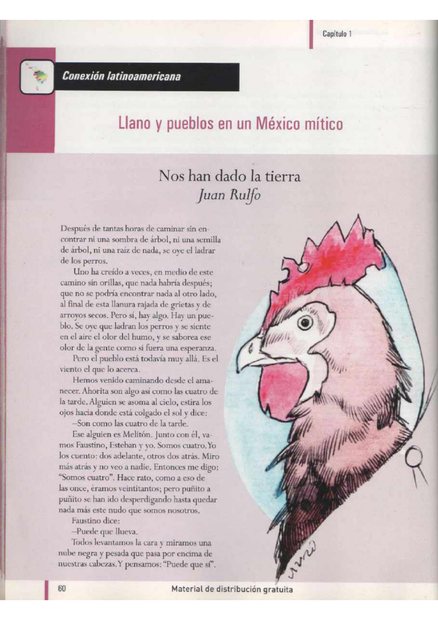 Capítulo 1
Conexión latinoamericana
Llano y pueblos en un México mítico
Nos han dado la tierra
Juan Rulfo
Después de tantas horas de caminar sin en-
contrar ni una sombra de árbol, ni una semilla
de árbol, ni una raíz de nada, se oye el ladrar
de los perros.
Uno ha creído a veces, en medio de este
camino sin orillas, que nada habría después;
que no se podría encontrar nada al otro lado,
al final de esta llanura rajada de grietas y de
arroyos secos. Pero sí, hay algo. Hay un pue-
blo. Se oye que ladran los perros y se siente
en el aire el olor del humo, y se saborea ese
olor de la gente como si fuera una esperanza.
Pero el pueblo está todavía muy allá. Es el
viento el que lo acerca.
Hemos venido caminando desde el ama-
necer. Ahorita son algo así como las cuatro de
la tarde. Alguien se asoma al cielo, estira los
ojos hacia donde está colgado el sol y dice:
–Son como las cuatro de la tarde.
Ese alguien es Melitón. Junto con él, va-
mos Faustino, Esteban y yo. Somos cuatro. Yo
los cuento: dos adelante, otros dos atrás. Miro
más atrás y no veo a nadie. Entonces me digo:
“Somos cuatro”. Hace rato, como a eso de
las once, éramos veintitantos; pero puñito a
puñito se han ido desperdigando hasta quedar
nada más este nudo que somos nosotros.
Faustino dice:
–Puede que llueva.
Todos levantamos la cara y miramos una
nube negra y pesada que pasa por encima de
nuestras cabezas. Y pensamos: “Puede que sí”.
60
Material de distribución gratuita